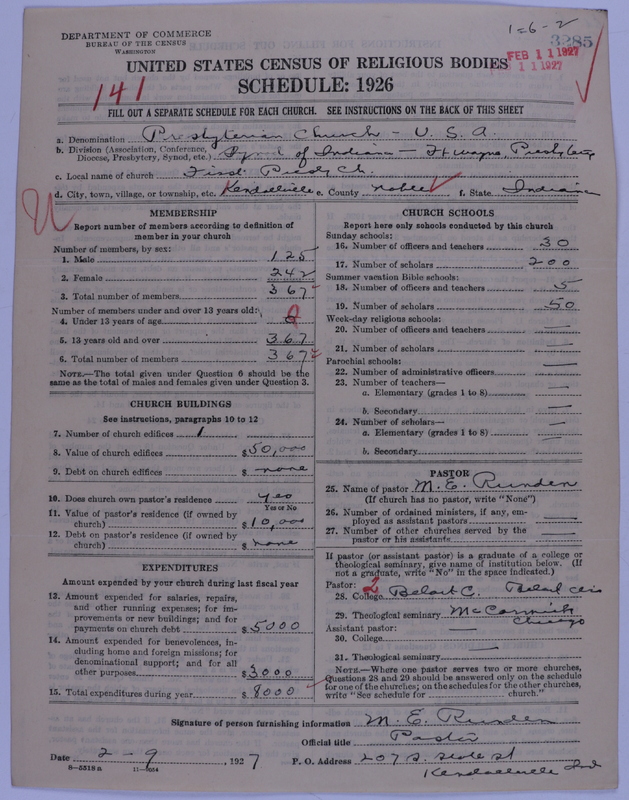 1-6-2
DEPARTMENT OF COMMERCE
BUREAU OF THE CENSUS
WASHINGTON
3285
FEB 11 1927
FEB 11 1927
UNITED STATES CENSUS OF RELIGIOUS BODIES
SCHEDULE: 1926
141
FILL OUT A SEPARATE SCHEDULE FOR EACH CHURCH. SEE INSTRUCTIONS ON THE BACK OF THIS SHEET
a. Denomination Presbyterian Church - U. S. A.
b. Division (Association, Conference, Diocese, Presbytery, Synod, etc.) Synod of Indiana - Ft Wayne, Presbytery
c. Local name of church First Presby Ch.
d. City, town, village, or township, etc. Kendallville e. County Noble f. State Indiana
MEMBERSHIP
Report number of members according to definition of
member in your church
Number of members, by sex:
1. Male 125
2. Female 242
3. Total number of members 367
Number of members under and over 13 years old:
4. Under 13 years of age 0
5. 13 years old and over 367
6. Total number of members 367
NOTE.—The total given under Question 6 should be the
same as the total of males and females given under Question 3.
CHURCH BUILDINGS
See instructions, paragraphs 10 to 12
7. Number of church edifices 1
8. Value of church edifices $50,000
9. Debt on church edifices $ none
10. Does church own pastor's residence yes
Yes or No
11. Value of pastor's residence (if owned by
church) $10,000
12. Debt on pastor's residence (if owned by
church) $ none
EXPENDITURES
Amount expended by your church during last fiscal year
13. Amount expended for salaries, repairs,
and other running expenses; for im-
provements or new buildings; and for
payments on church debt $5000
14. Amount expended for benevolences, in-
cluding home and foreign missions; for
denominational support; and for all
other purposes $3000
15. Total expenditures during year $8000
CHURCH SCHOOLS
Report here only schools conducted by this church
Sunday schools:
16. Number of officers and teachers 30
17. Number of scholars 200
Summer vacation Bible schools:
18. Number of officers and teachers 5
19. Number of scholars 50
Week-day religious schools:
20. Number of officers and teachers —
21. Number of scholars —
Parochial schools:
22. Number of administrative officers —
23. Number of teachers—
a. Elementary (grades 1 to 8) —
b. Secondary —
24. Number of scholars—
a. Elementary (grades 1 to 8) —
b. Secondary —
PASTOR
25. Name of pastor M. E. Runden
(If church has no pastor, write "None")
26. Number of ordained ministers, if any, em-
ployed as assistant pastors —
27. Number of other churches served by the
pastor or his assistants —
If pastor (or assistant pastor) is a graduate of a college or
theological seminary, give name of institution below. (If
not a graduate, write "No" in the space indicated.)
Pastor: 2
28. College Beloit C. Beloit Wis
29. Theological seminary McCormick
Chicago
Assistant pastor: —
30. College
31. Theological seminary —
NOTE.—Where one pastor serves two or more churches,
Questions 28 and 29 should be answered only on the schedule
for one of the churches; on the schedules for the other churches,
write "See schedule for church."
Signature of person furnishing information M. E. Runden
Official title Pastor
Date 2-9, 1927 P. O. Address 207 S. State st
Kendallville Ind
8-5518 a 11-9034